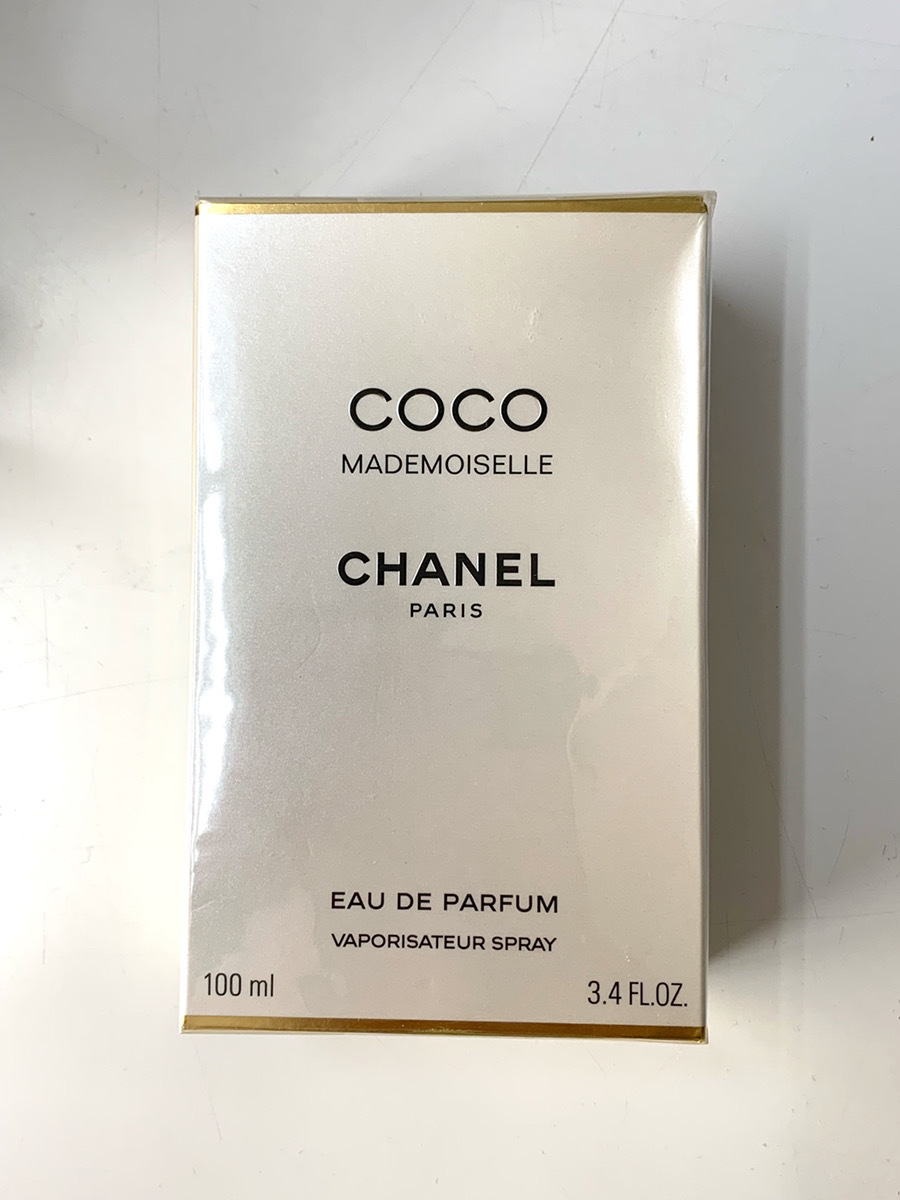 COCO
MADEMOISELLE
CHANEL
PARIS
EAU DE PARFUM
VAPORISATEUR SPRAY
100 ml 3.4 FL.OZ.